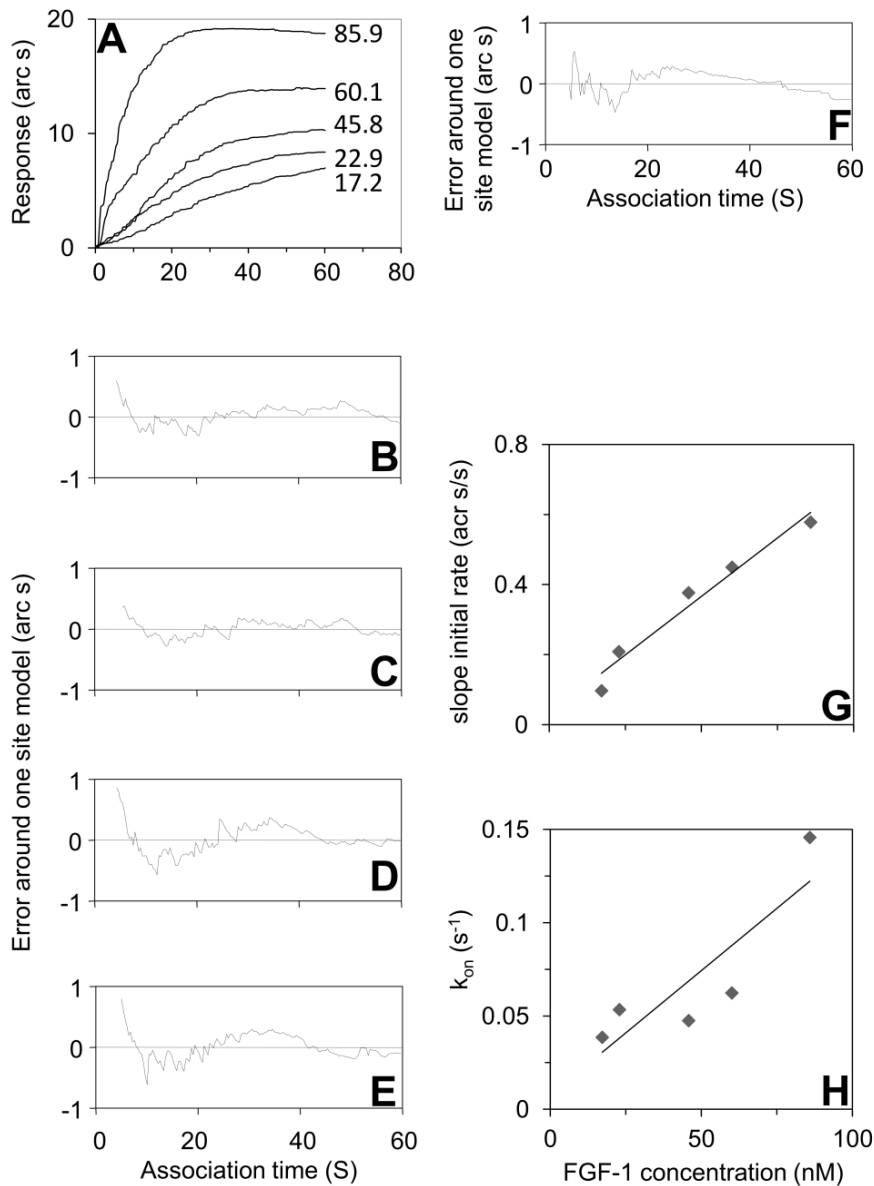 A
Response (arc s)
20
10
0
0 20 40 60 80
85.9
60.1
45.8
22.9
17.2
Error around one site model (arc s)
1
0
-1
B
1
0
-1
C
1
0
-1
D
1
0
-1
E
0 20 40 60
Association time (S)
Error around one
site model (arc s)
1
0
-1
F
0 20 40 60
Association time (S)
slope initial rate (acr s/s)
0.8
0.4
0
G
kon (s-1)
0.15
0.1
0.05
0
H
0 50 100
FGF-1 concentration (nM)